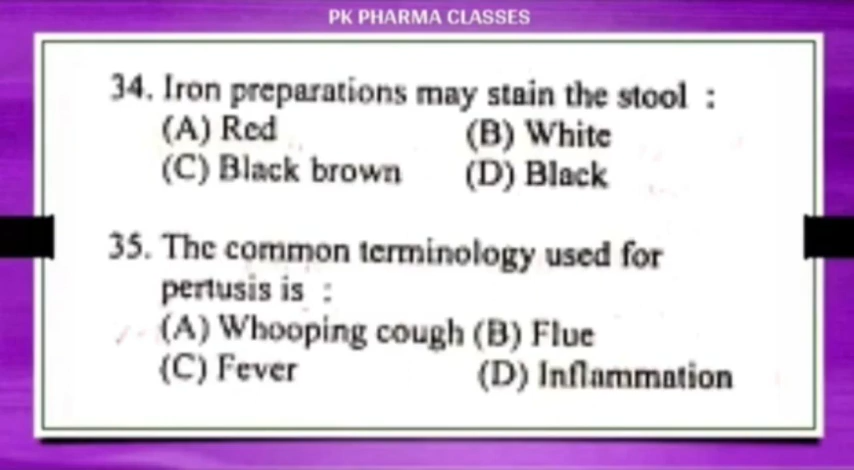 PK PHARMA CLASSES
34. Iron preparations may stain the stool :
(A) Red (B) White
(C) Black brown (D) Black
35. The common terminology used for
pertusis is :
(A) Whooping cough (B) Flue
(C) Fever (D) Inflammation